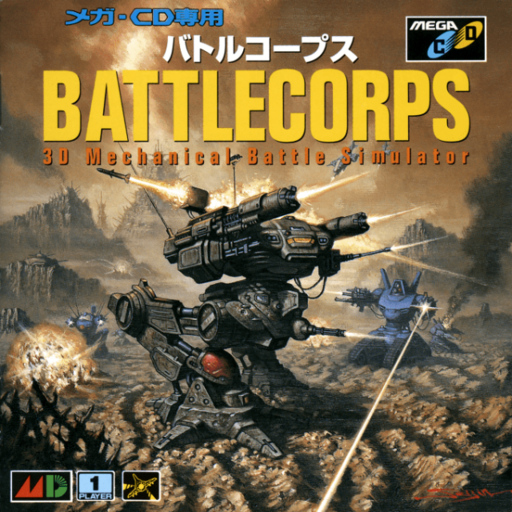 メガ-CD専用
バトルコープス
MEGA
CD
BATTLECORPS
3D Mechanical Battle Simulator
MD
1
PLAYER